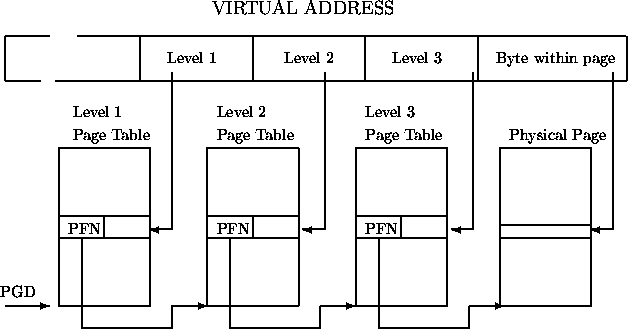 VIRTUAL ADDRESS
Level 1 Level 2 Level 3 Byte within page
Level 1 Level 2 Level 3
Page Table Page Table Page Table Physical Page
PFN PFN PFN
PGD